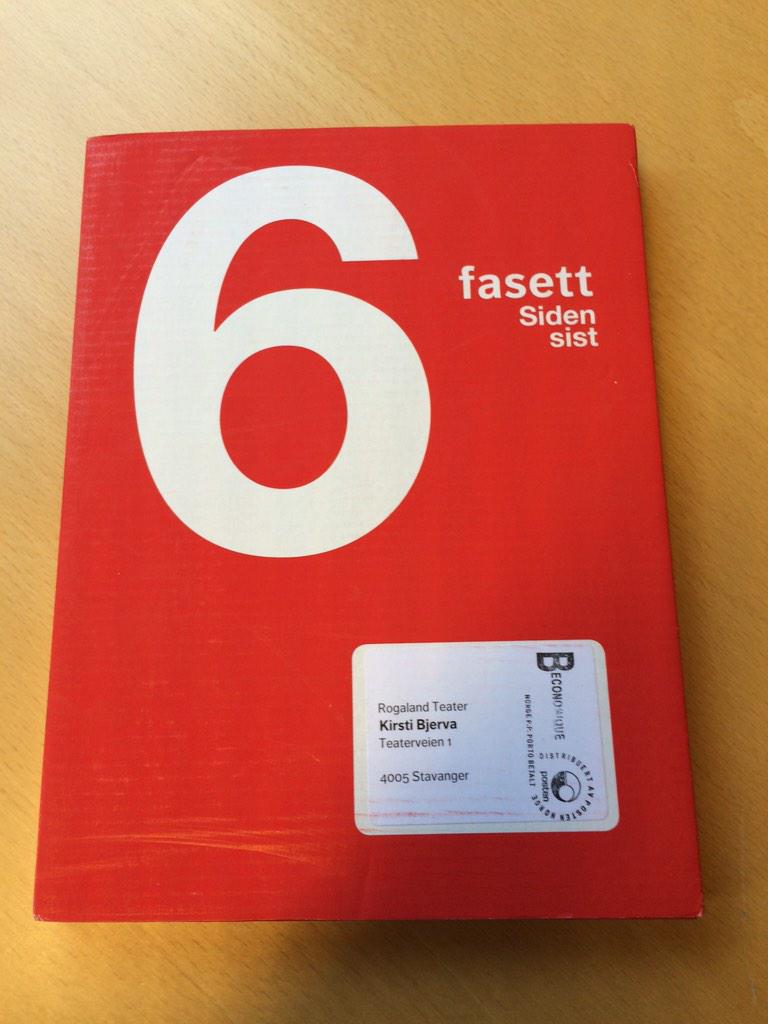 6
fasett
Siden
sist
Rogaland Teater
Kirsti Bjerva
Teaterveien 1
4005 Stavanger
B ECONOMIQUE
NORGE P.P. PORTO BETALT
DISTRIBUERT AV POSTEN NORGE
posten